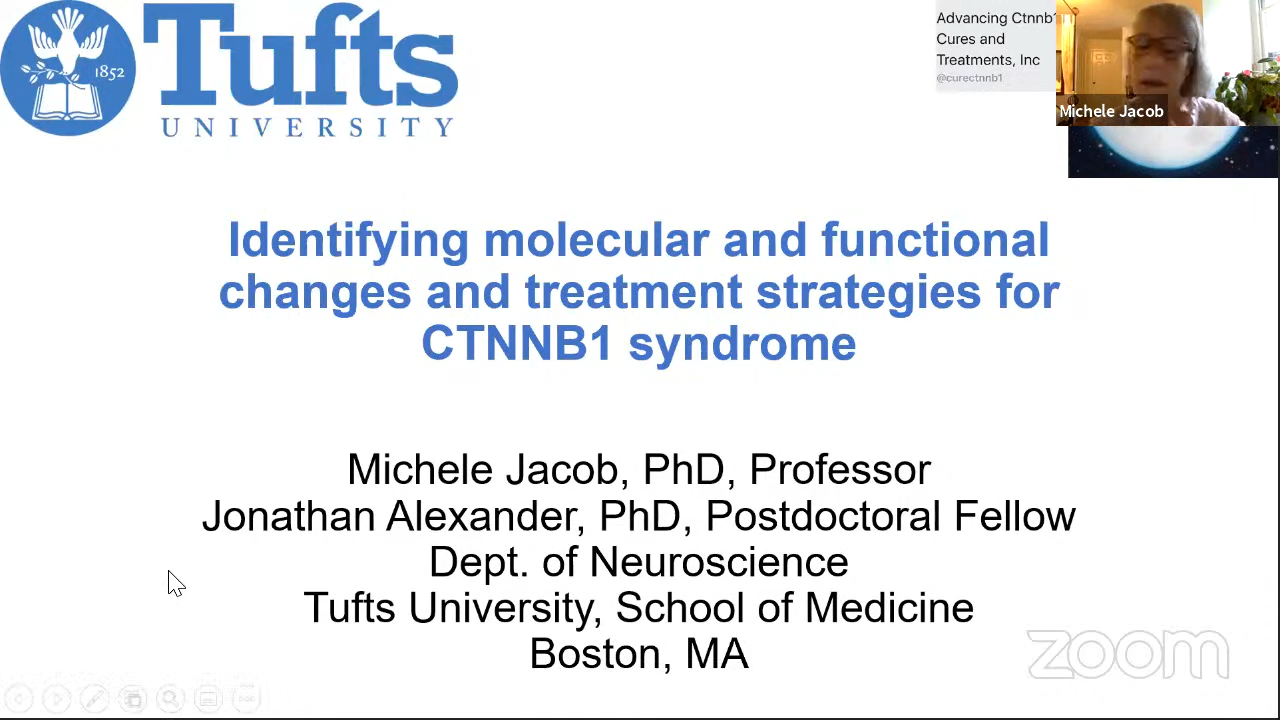 1852
Tufts
UNIVERSITY
Advancing Ctnnb1
Cures and
Treatments, Inc
@curectnnb1
Michele Jacob
Identifying molecular and functional
changes and treatment strategies for
CTNNB1 syndrome
Michele Jacob, PhD, Professor
Jonathan Alexander, PhD, Postdoctoral Fellow
Dept. of Neuroscience
Tufts University, School of Medicine
Boston, MA
zoom